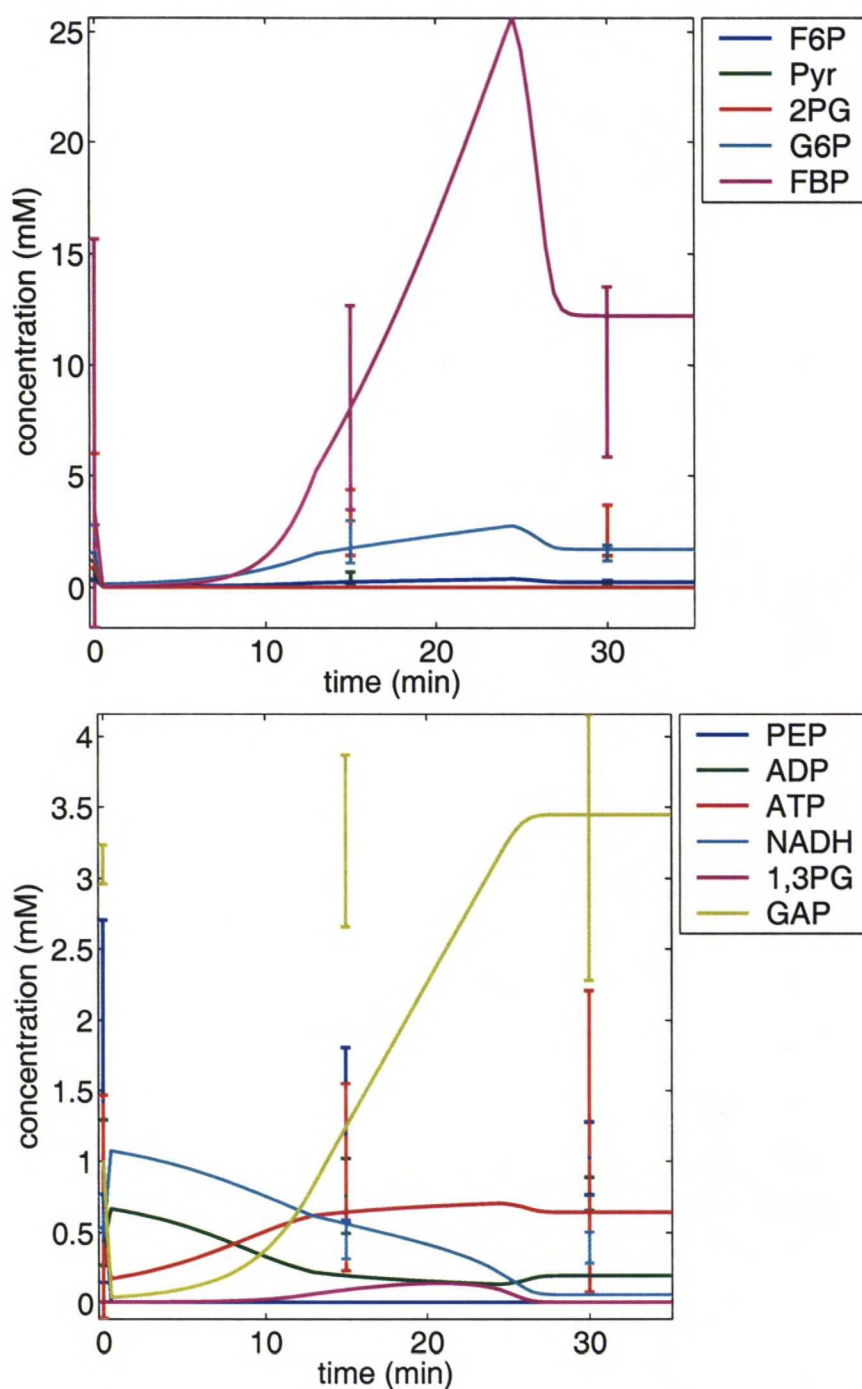 25
20
15
10
5
0
concentration (mM)
0
10
20
30
time (min)
F6P
Pyr
2PG
G6P
FBP
4
3.5
3
2.5
2
1.5
1
0.5
0
concentration (mM)
0
10
20
30
time (min)
PEP
ADP
ATP
NADH
1,3PG
GAP